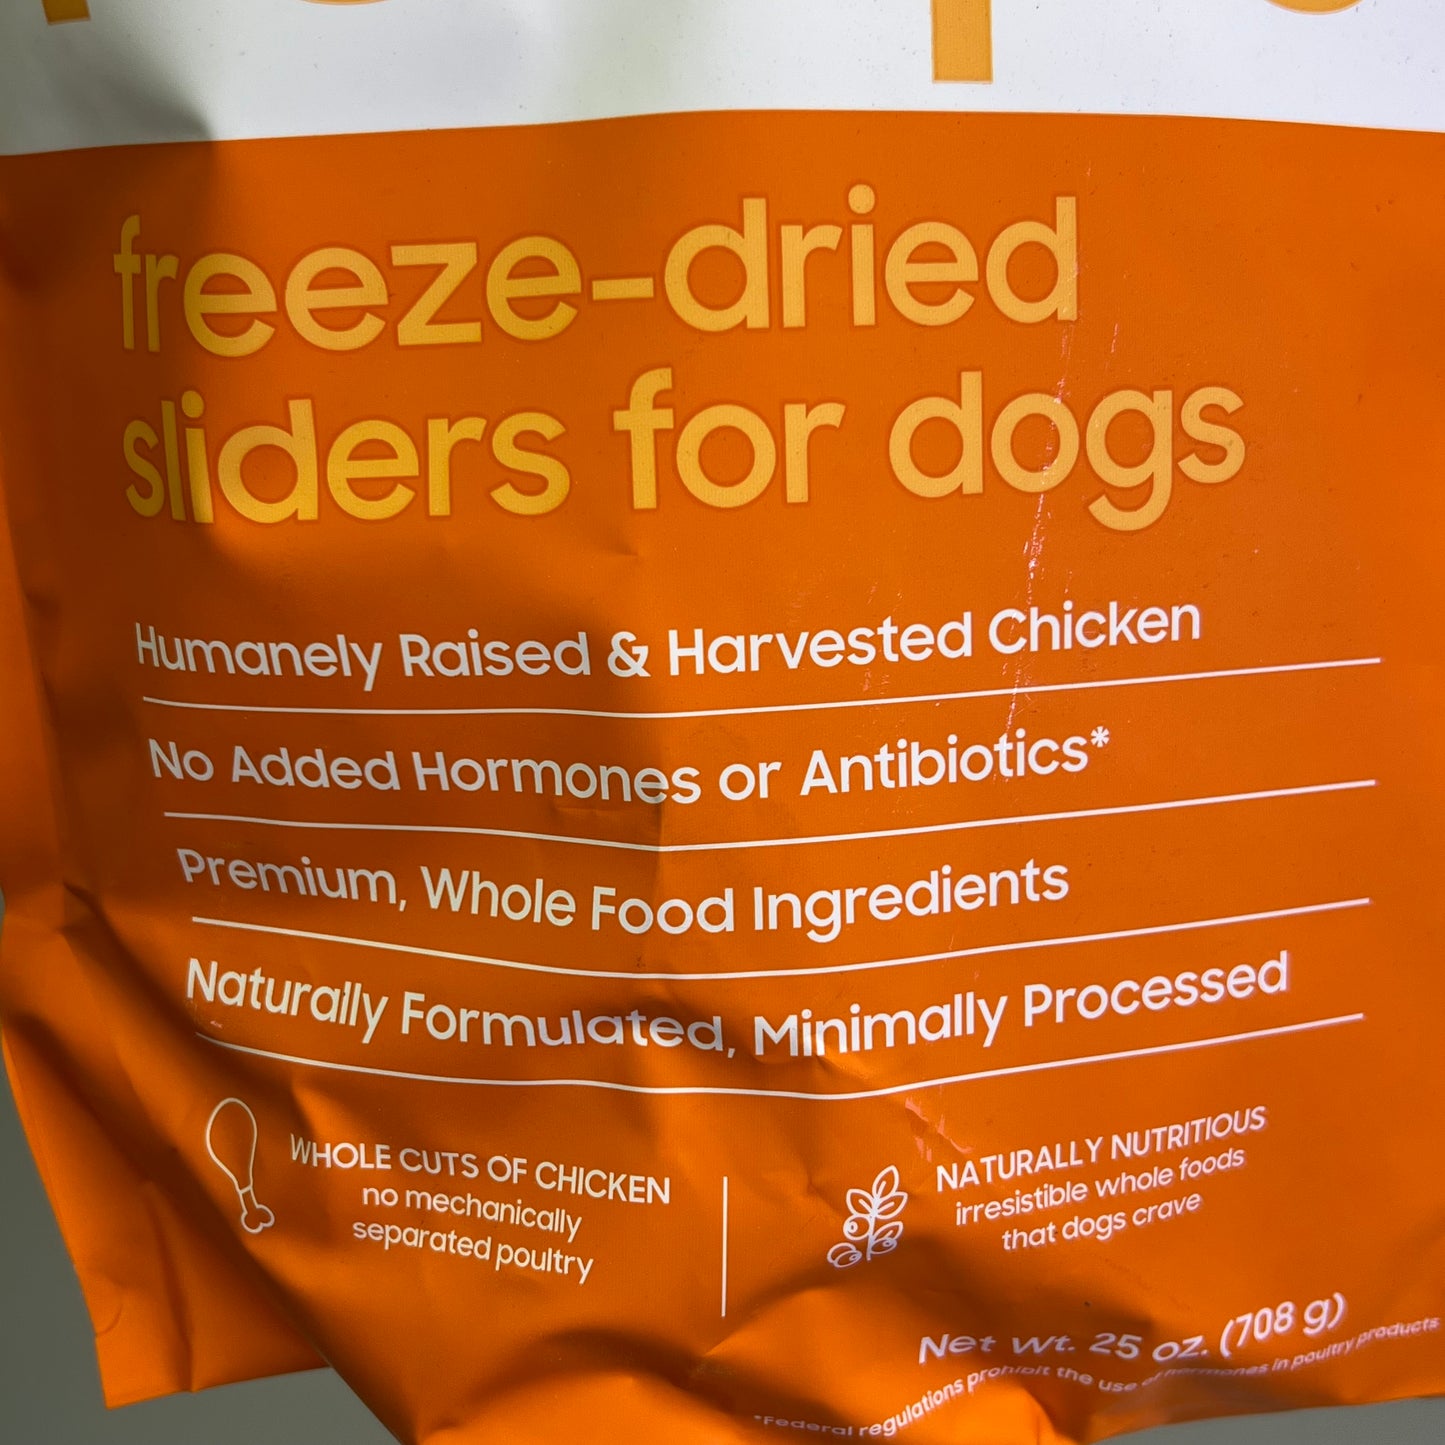 freeze-dried
sliders for dogs
Humanely Raised & Harvested Chicken
No Added Hormones or Antibiotics*
Premium, Whole Food Ingredients
Naturally Formulated, Minimally Processed
WHOLE CUTS OF CHICKEN
no mechanically
separated poultry
NATURALLY NUTRITIOUS
irresistible whole foods
that dogs crave
Net Wt. 25 oz. (708 g)
*Federal regulations prohibit the use of hormones in poultry products